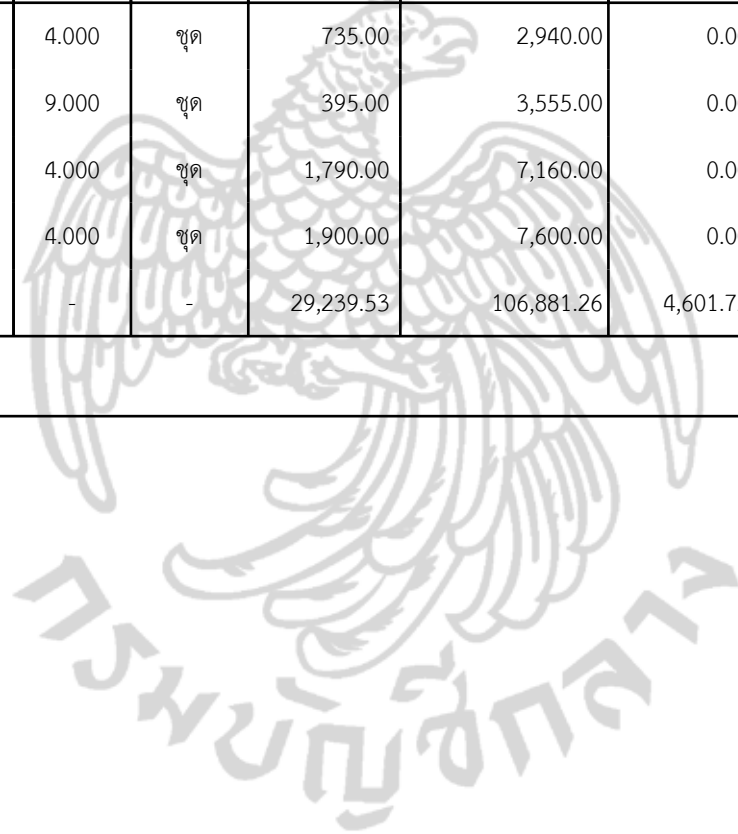 4.000 ชุด 735.00 2,940.00 0.0
9.000 ชุด 395.00 3,555.00 0.0
4.000 ชุด 1,790.00 7,160.00 0.0
4.000 ชุด 1,900.00 7,600.00 0.0
- - 29,239.53 106,881.26 4,601.7
กรมบัญชีกลาง